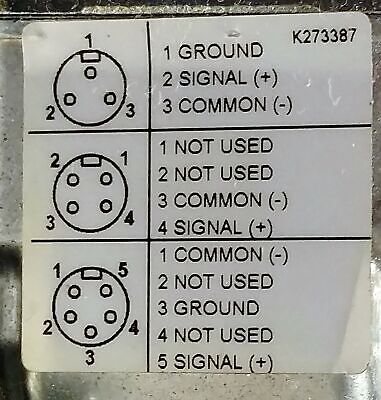 K273387
1
2 3
1 GROUND
2 SIGNAL (+)
3 COMMON (-)
2 1
3 4
1 NOT USED
2 NOT USED
3 COMMON (-)
4 SIGNAL (+)
1 5
2 4
3
1 COMMON (-)
2 NOT USED
3 GROUND
4 NOT USED
5 SIGNAL (+)